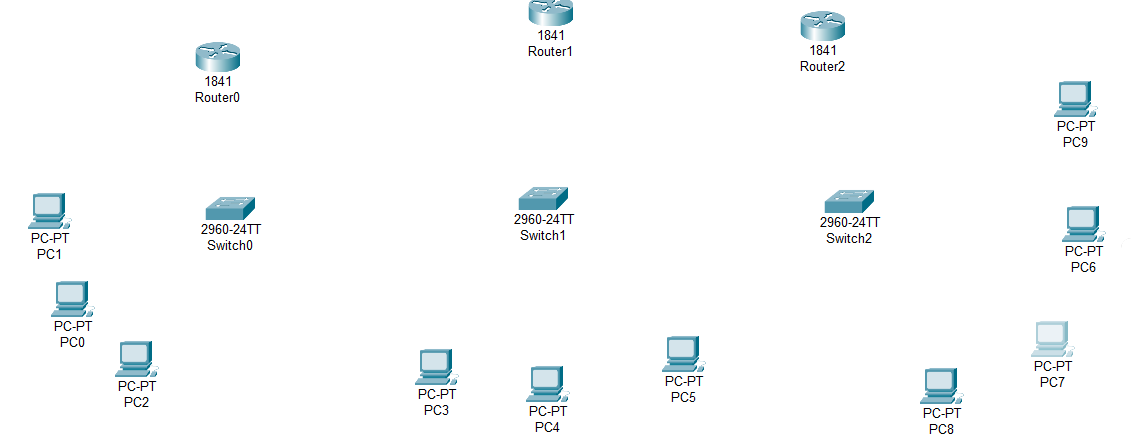 1841
Router1
1841
Router2
1841
Router0
PC-PT
PC9
PC-PT
PC1
2960-24TT
Switch0
2960-24TT
Switch1
2960-24TT
Switch2
PC-PT
PC6
PC-PT
PC0
PC-PT
PC2
PC-PT
PC3
PC-PT
PC4
PC-PT
PC5
PC-PT
PC7
PC-PT
PC8